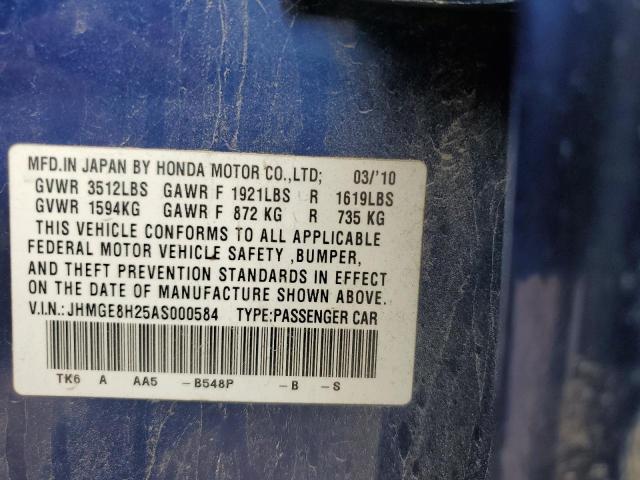 MFD.IN JAPAN BY HONDA MOTOR CO.,LTD; 03/'10
GVWR 3512LBS GAWR F 1921LBS R 1619LBS
GVWR 1594KG GAWR F 872 KG R 735 KG
THIS VEHICLE CONFORMS TO ALL APPLICABLE
FEDERAL MOTOR VEHICLE SAFETY ,BUMPER,
AND THEFT PREVENTION STANDARDS IN EFFECT
ON THE DATE OF MANUFACTURE SHOWN ABOVE.
V.I.N.:JHMGE8H25AS000584 TYPE:PASSENGER CAR
TK6 A AA5 -B548P -B -S